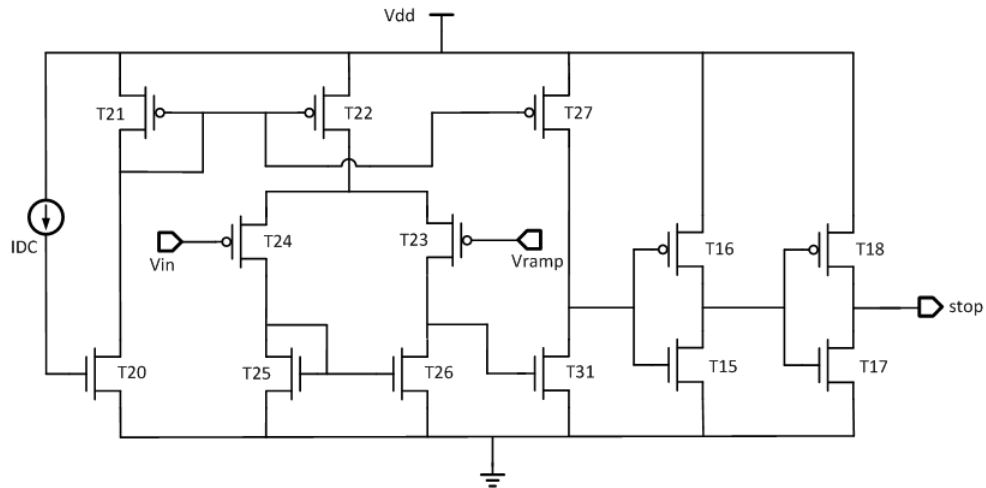 Vdd
T21
T22
T27
IDC
Vin
T24
T23
Vramp
T16
T18
stop
T20
T25
T26
T31
T15
T17